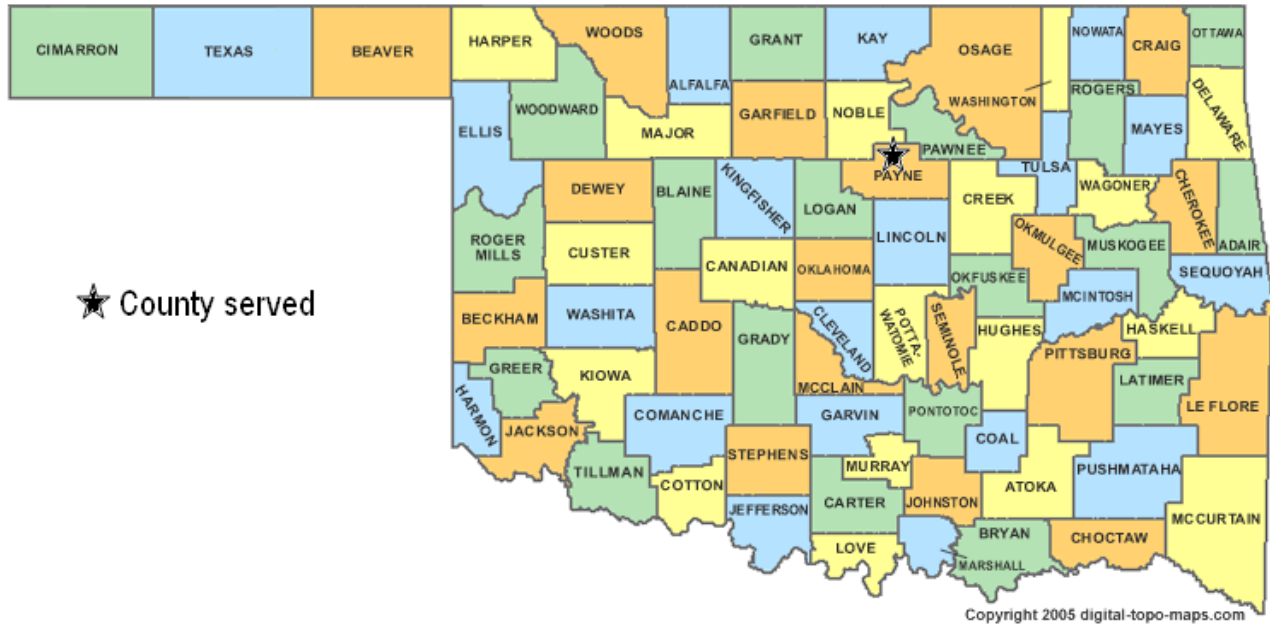 CIMARRON
TEXAS
BEAVER
HARPER
WOODS
ALFALFA
GRANT
KAY
OSAGE
WASHINGTON
NOWATA
CRAIG
OTTAWA
ELLIS
WOODWARD
MAJOR
GARFIELD
NOBLE
PAWNEE
ROGERS
MAYES
DELAWARE
DEWEY
BLAINE
KINGFISHER
LOGAN
PAYNE
CREEK
TULSA
WAGONER
CHEROKEE
ADAIR
ROGER
MILLS
CUSTER
CANADIAN
OKLAHOMA
LINCOLN
OKFUSKEE
OKMULGEE
MUSKOGEE
MCINTOSH
SEQUOYAH
County served
BECKHAM
WASHITA
CADDO
GRADY
CLEVELAND
MCCLAIN
POTTA-
WATOMIE
SEMINOLE
HUGHES
PITTSBURG
HASKELL
LATIMER
LE FLORE
HARMON
GREER
KIOWA
JACKSON
COMANCHE
GARVIN
PONTOTOC
COAL
TILLMAN
COTTON
STEPHENS
MURRAY
CARTER
JOHNSTON
ATOKA
PUSHMATAHA
MCCURTAIN
JEFFERSON
LOVE
MARSHALL
BRYAN
CHOCTAW
Copyright 2005 digital-topo-maps.com